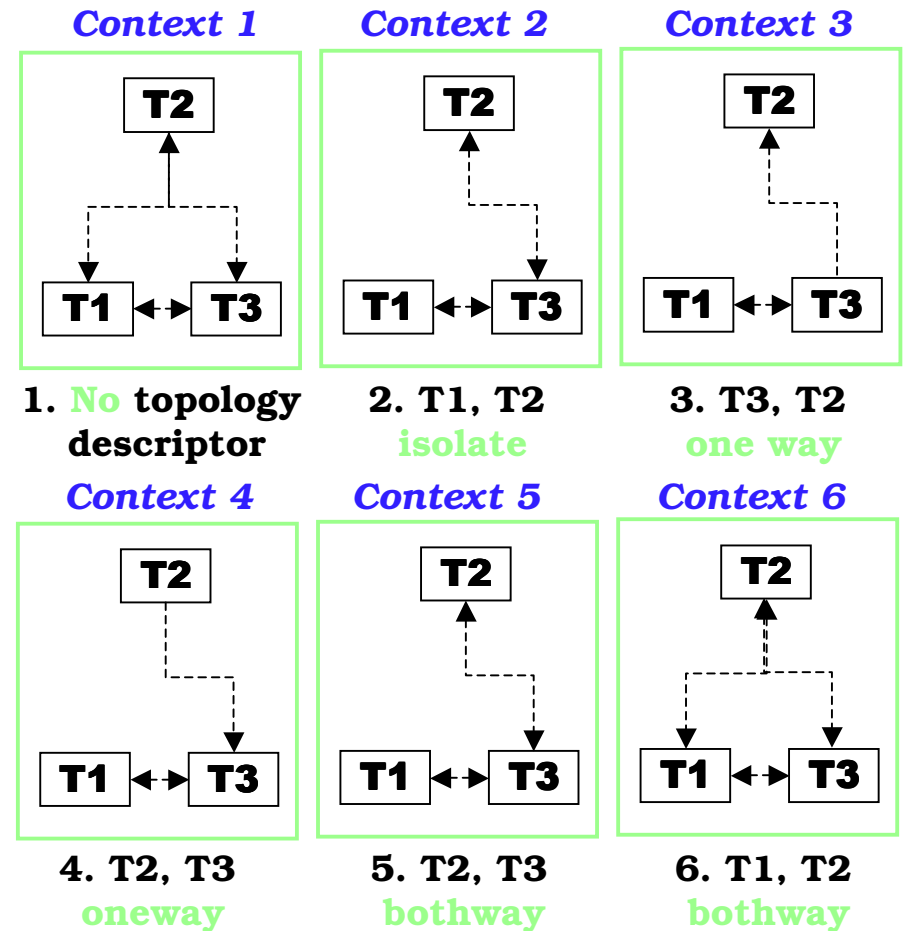 Context 1 Context 2 Context 3
T2 T2 T2
T1 T3 T1 T3 T1 T3
1. No topology
descriptor
2. T1, T2
isolate
3. T3, T2
one way
Context 4 Context 5 Context 6
T2 T2 T2
T1 T3 T1 T3 T1 T3
4. T2, T3
oneway
5. T2, T3
bothway
6. T1, T2
bothway